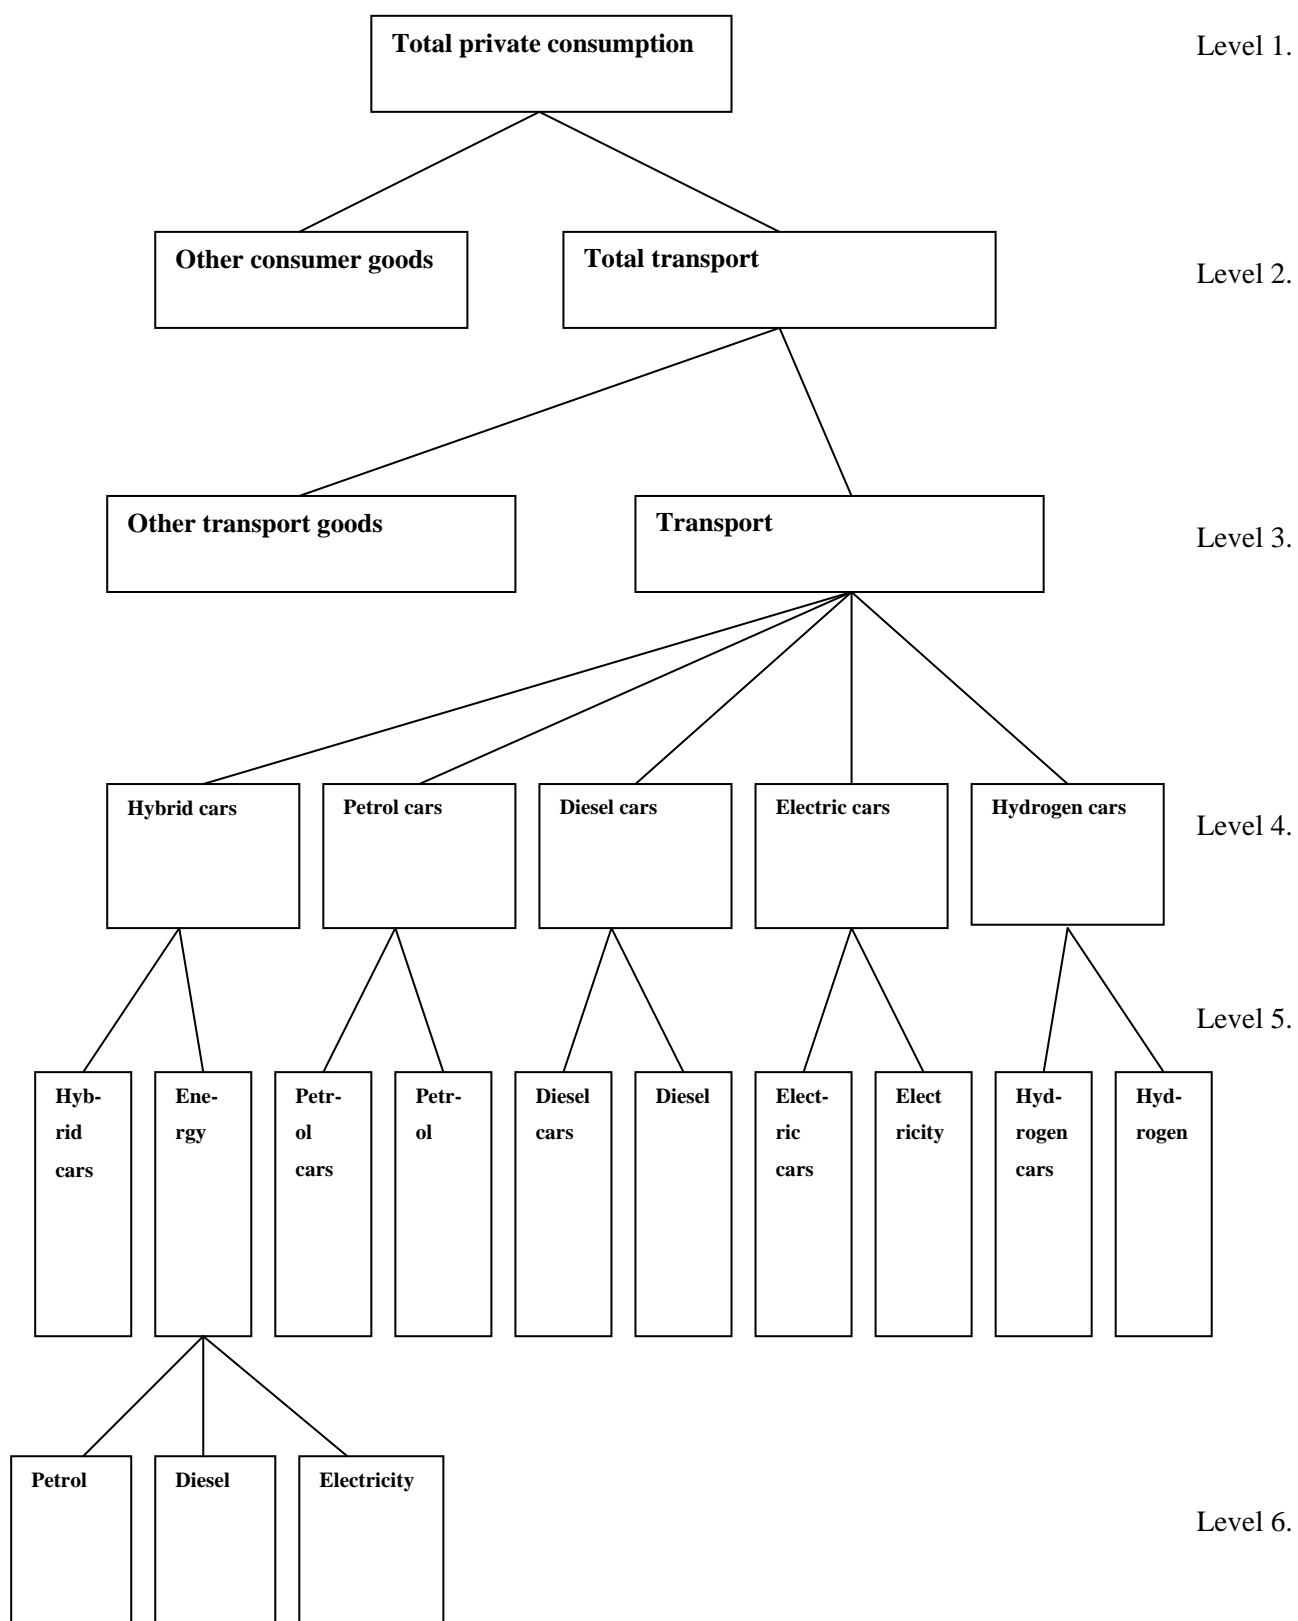 Total private consumption
Level 1.
Other consumer goods
Total transport
Level 2.
Other transport goods
Transport
Level 3.
Hybrid cars
Petrol cars
Diesel cars
Electric cars
Hydrogen cars
Level 4.
Level 5.
Hyb-
rid
cars
Ene-
rgy
Petr-
ol
cars
Petr-
ol
Diesel
cars
Diesel
Elect-
ric
cars
Elect
ricity
Hyd-
rogen
cars
Hyd-
rogen
Petrol
Diesel
Electricity
Level 6.